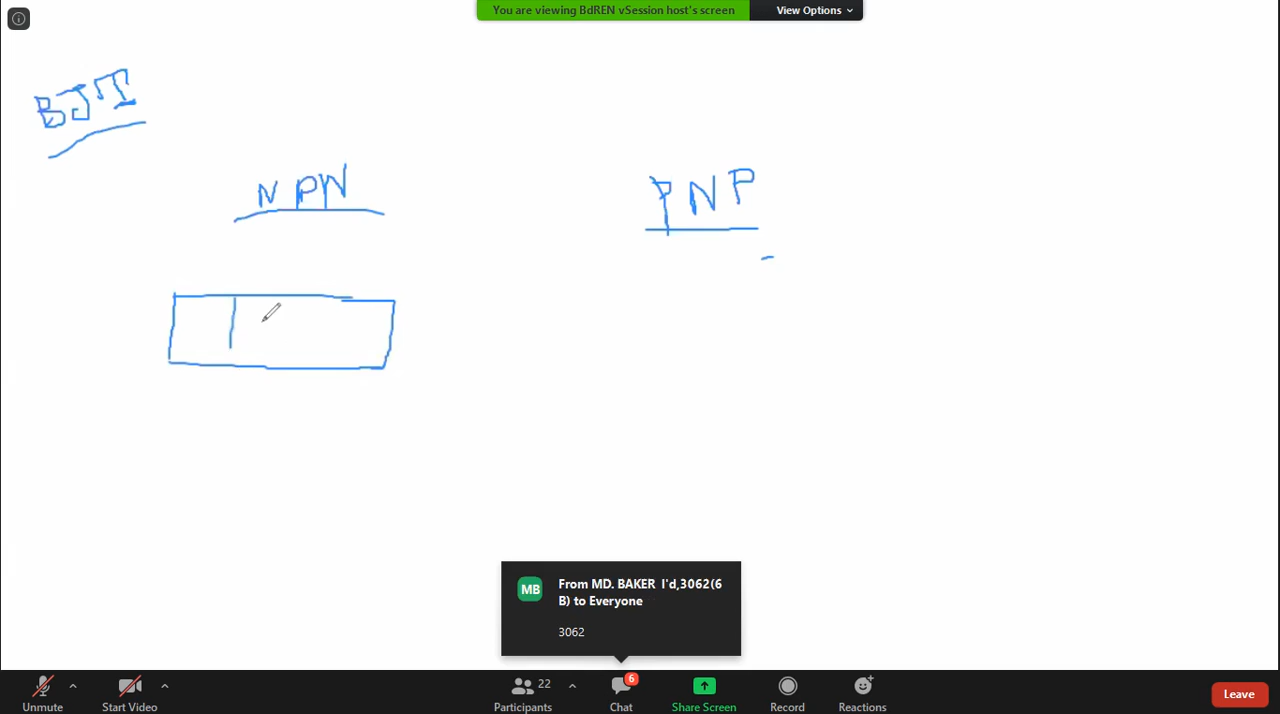 You are viewing BdREN vSession host's screen View Options
BJT
NPN
PNP
MB
From MD. BAKER I'd,3062(6
B) to Everyone
3062
Unmute Start Video 22 Participants 6 Chat Share Screen Record Reactions Leave